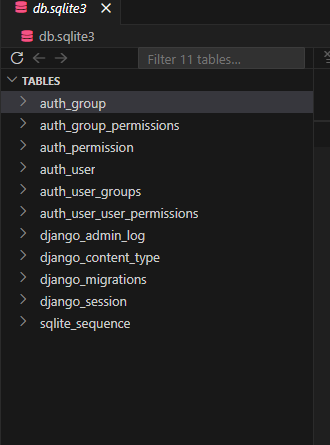 db.sqlite3
db.sqlite3
Filter 11 tables...
TABLES
auth_group
auth_group_permissions
auth_permission
auth_user
auth_user_groups
auth_user_user_permissions
django_admin_log
django_content_type
django_migrations
django_session
sqlite_sequence